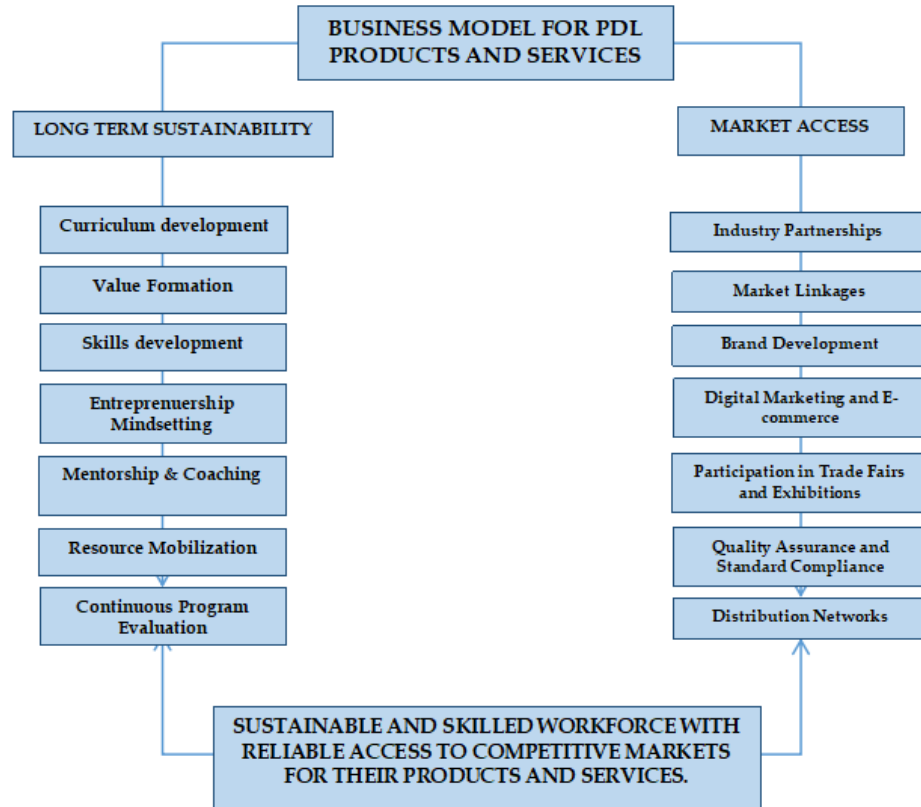 BUSINESS MODEL FOR PDL
PRODUCTS AND SERVICES
LONG TERM SUSTAINABILITY
Curriculum development
Value Formation
Skills development
Entreprenuership
Mindsetting
Mentorship & Coaching
Resource Mobilization
Continuous Program
Evaluation
MARKET ACCESS
Industry Partnerships
Market Linkages
Brand Development
Digital Marketing and E-
commerce
Participation in Trade Fairs
and Exhibitions
Quality Assurance and
Standard Compliance
Distribution Networks
SUSTAINABLE AND SKILLED WORKFORCE WITH
RELIABLE ACCESS TO COMPETITIVE MARKETS
FOR THEIR PRODUCTS AND SERVICES.